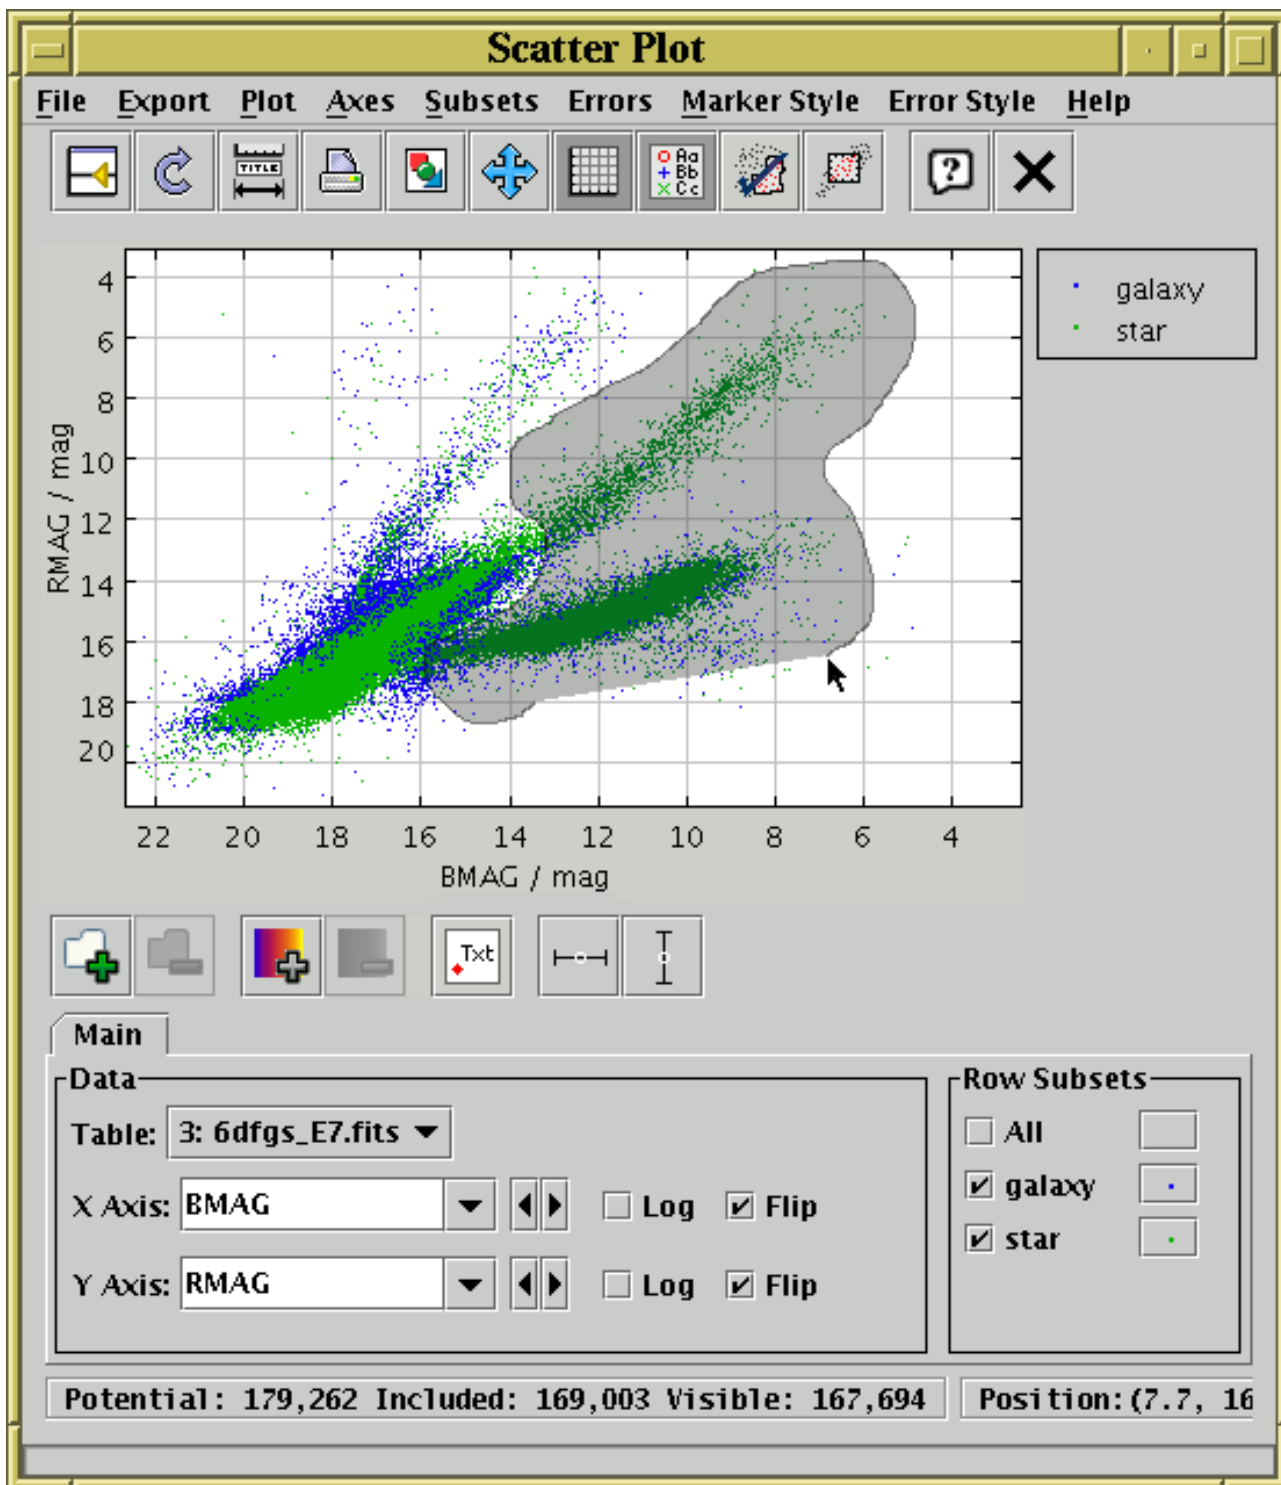 Scatter Plot
File Export Plot Axes Subsets Errors Marker Style Error Style Help
TITLE
Aa
Bb
Cc
?
4
6
8
10
12
14
16
18
20
RMAG / mag
galaxy
star
22 20 18 16 14 12 10 8 6 4
BMAG / mag
Txt
Main
Data
Table: 3: 6dfgs_E7.fits
X Axis: BMAG Log Flip
Y Axis: RMAG Log Flip
Row Subsets
All
galaxy
star
Potential: 179,262 Included: 169,003 Visible: 167,694
Position: (7.7, 16